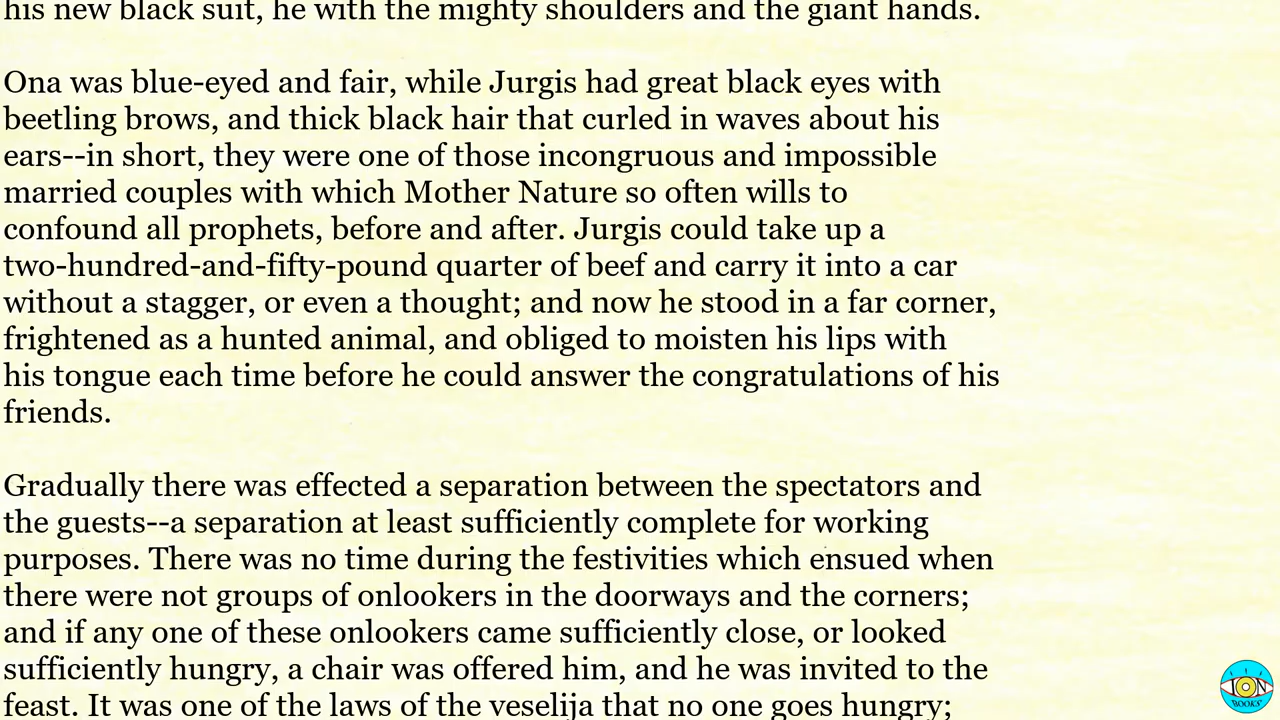 his new black suit, he with the mighty shoulders and the giant hands.
Ona was blue-eyed and fair, while Jurgis had great black eyes with
beetling brows, and thick black hair that curled in waves about his
ears--in short, they were one of those incongruous and impossible
married couples with which Mother Nature so often wills to
confound all prophets, before and after. Jurgis could take up a
two-hundred-and-fifty-pound quarter of beef and carry it into a car
without a stagger, or even a thought; and now he stood in a far corner,
frightened as a hunted animal, and obliged to moisten his lips with
his tongue each time before he could answer the congratulations of his
friends.
Gradually there was effected a separation between the spectators and
the guests--a separation at least sufficiently complete for working
purposes. There was no time during the festivities which ensued when
there were not groups of onlookers in the doorways and the corners;
and if any one of these onlookers came sufficiently close, or looked
sufficiently hungry, a chair was offered him, and he was invited to the
feast. It was one of the laws of the veselija that no one goes hungry;
ION
BOOKS